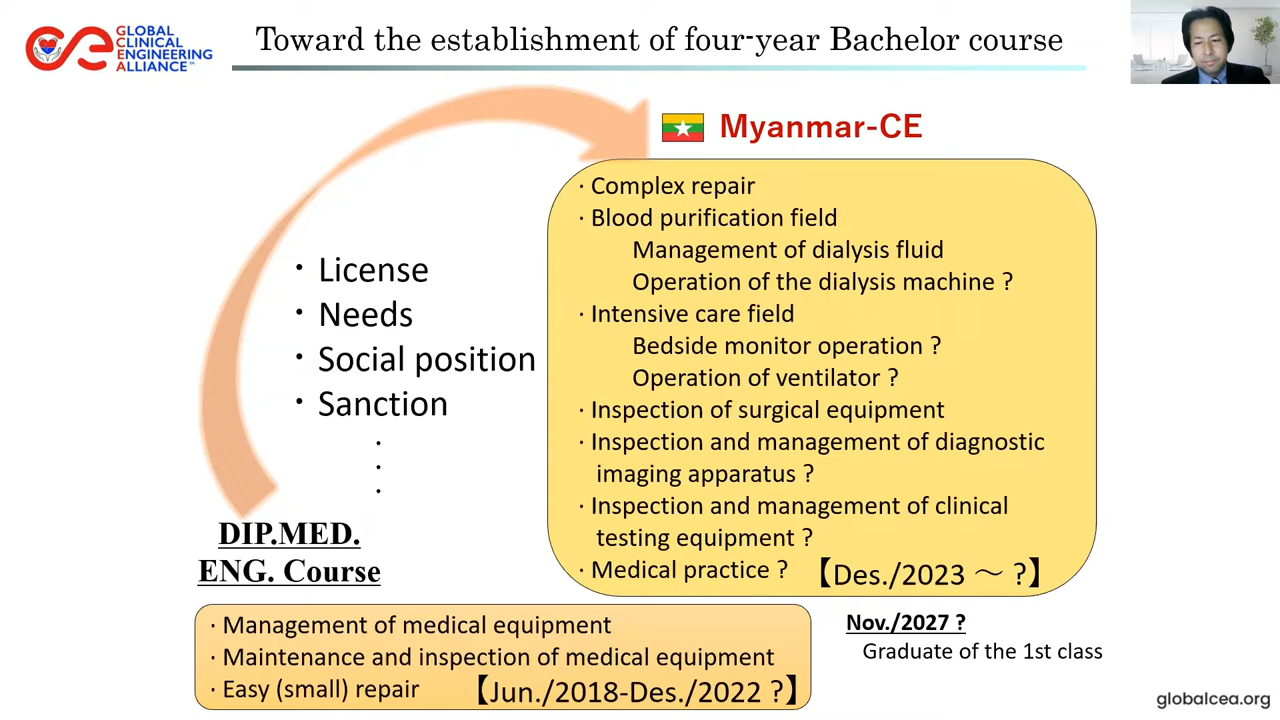 GLOBAL
CLINICAL
ENGINEERING
ALLIANCE™
Toward the establishment of four-year Bachelor course
Myanmar-CE
· Complex repair
· Blood purification field
Management of dialysis fluid
Operation of the dialysis machine ?
· Intensive care field
Bedside monitor operation ?
Operation of ventilator ?
· Inspection of surgical equipment
· Inspection and management of diagnostic
imaging apparatus ?
· Inspection and management of clinical
testing equipment ?
· Medical practice ? 【Des./2023 ～ ?】
・ License
・ Needs
・ Social position
・ Sanction
·
·
·
DIP.MED.
ENG. Course
· Management of medical equipment
· Maintenance and inspection of medical equipment
· Easy (small) repair 【Jun./2018-Des./2022 ?】
Nov./2027 ?
Graduate of the 1st class
globalcea.org